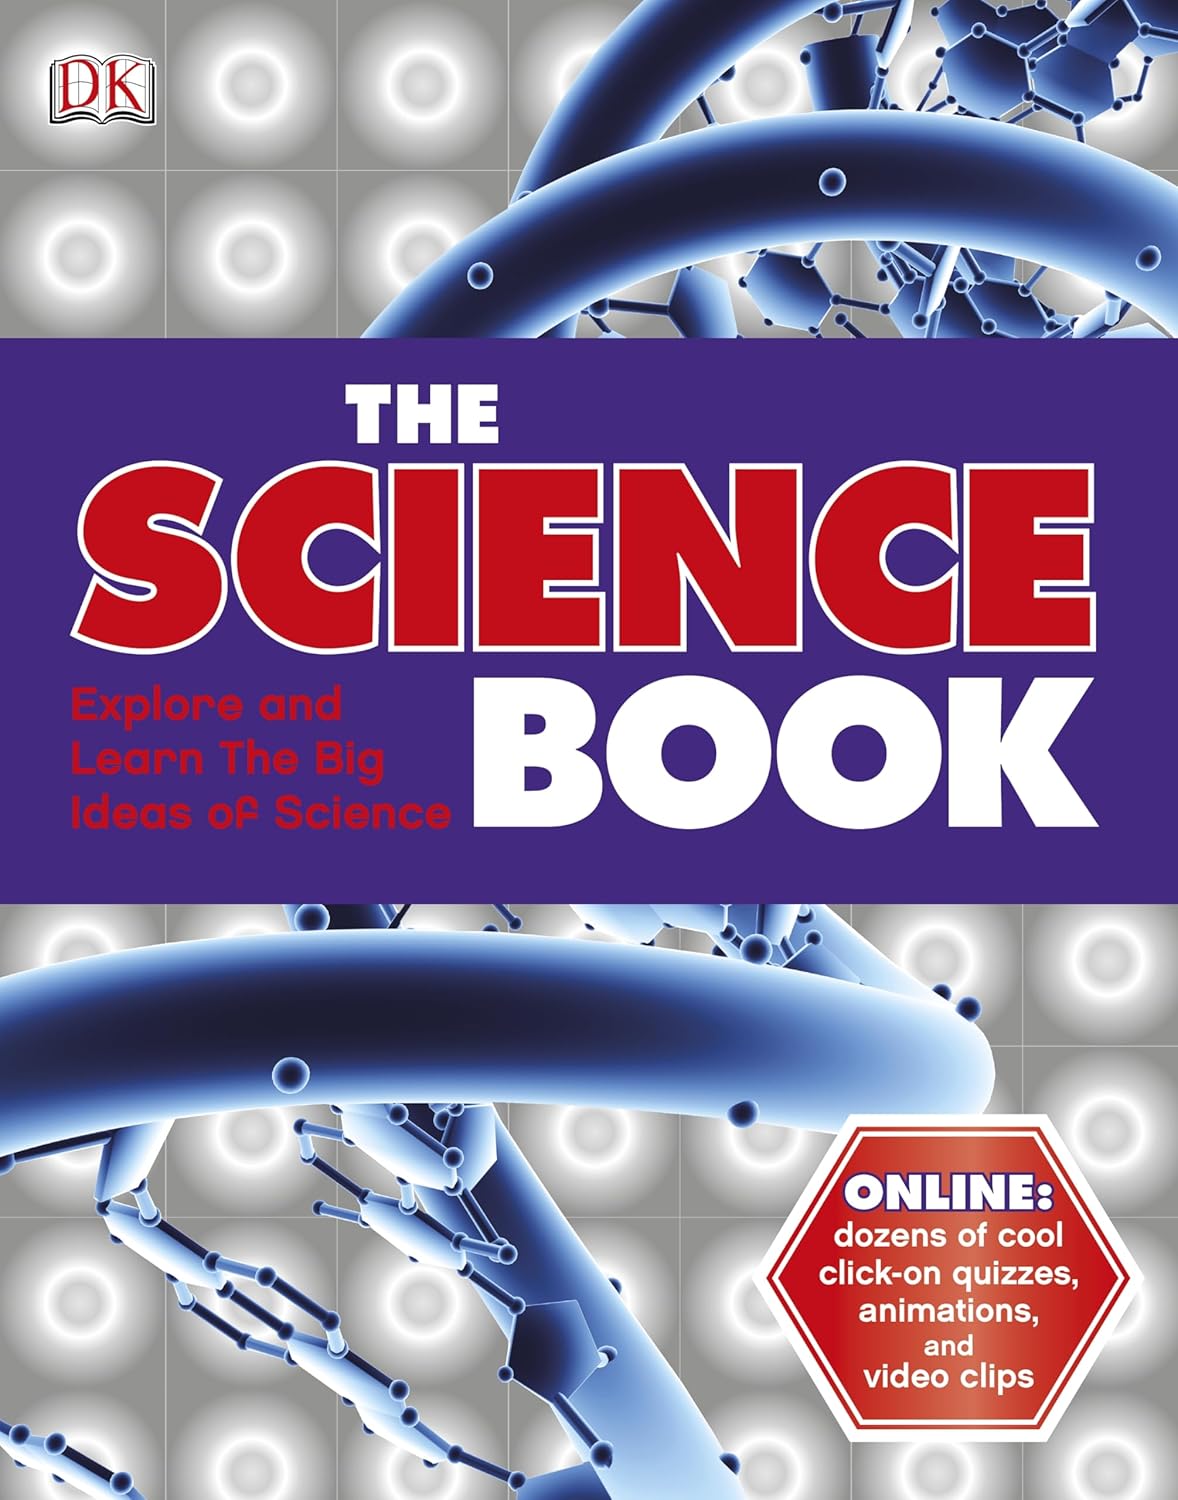 DK
THE
SCIENCE
BOOK
Explore and
Learn The Big
Ideas of Science
ONLINE:
dozens of cool
click-on quizzes,
animations,
and
video clips